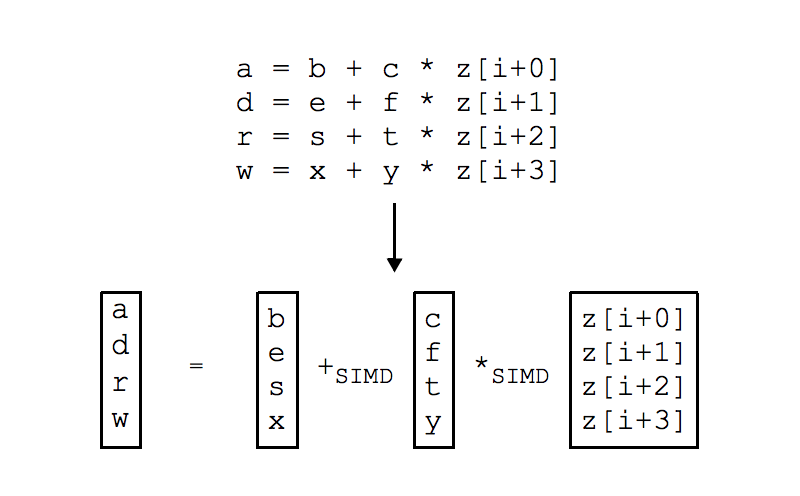 a = b + c * z[i+0]
d = e + f * z[i+1]
r = s + t * z[i+2]
w = x + y * z[i+3]
a b c z[i+0]
d e f z[i+1]
= +SIMD *SIMD
r s t z[i+2]
w x y z[i+3]